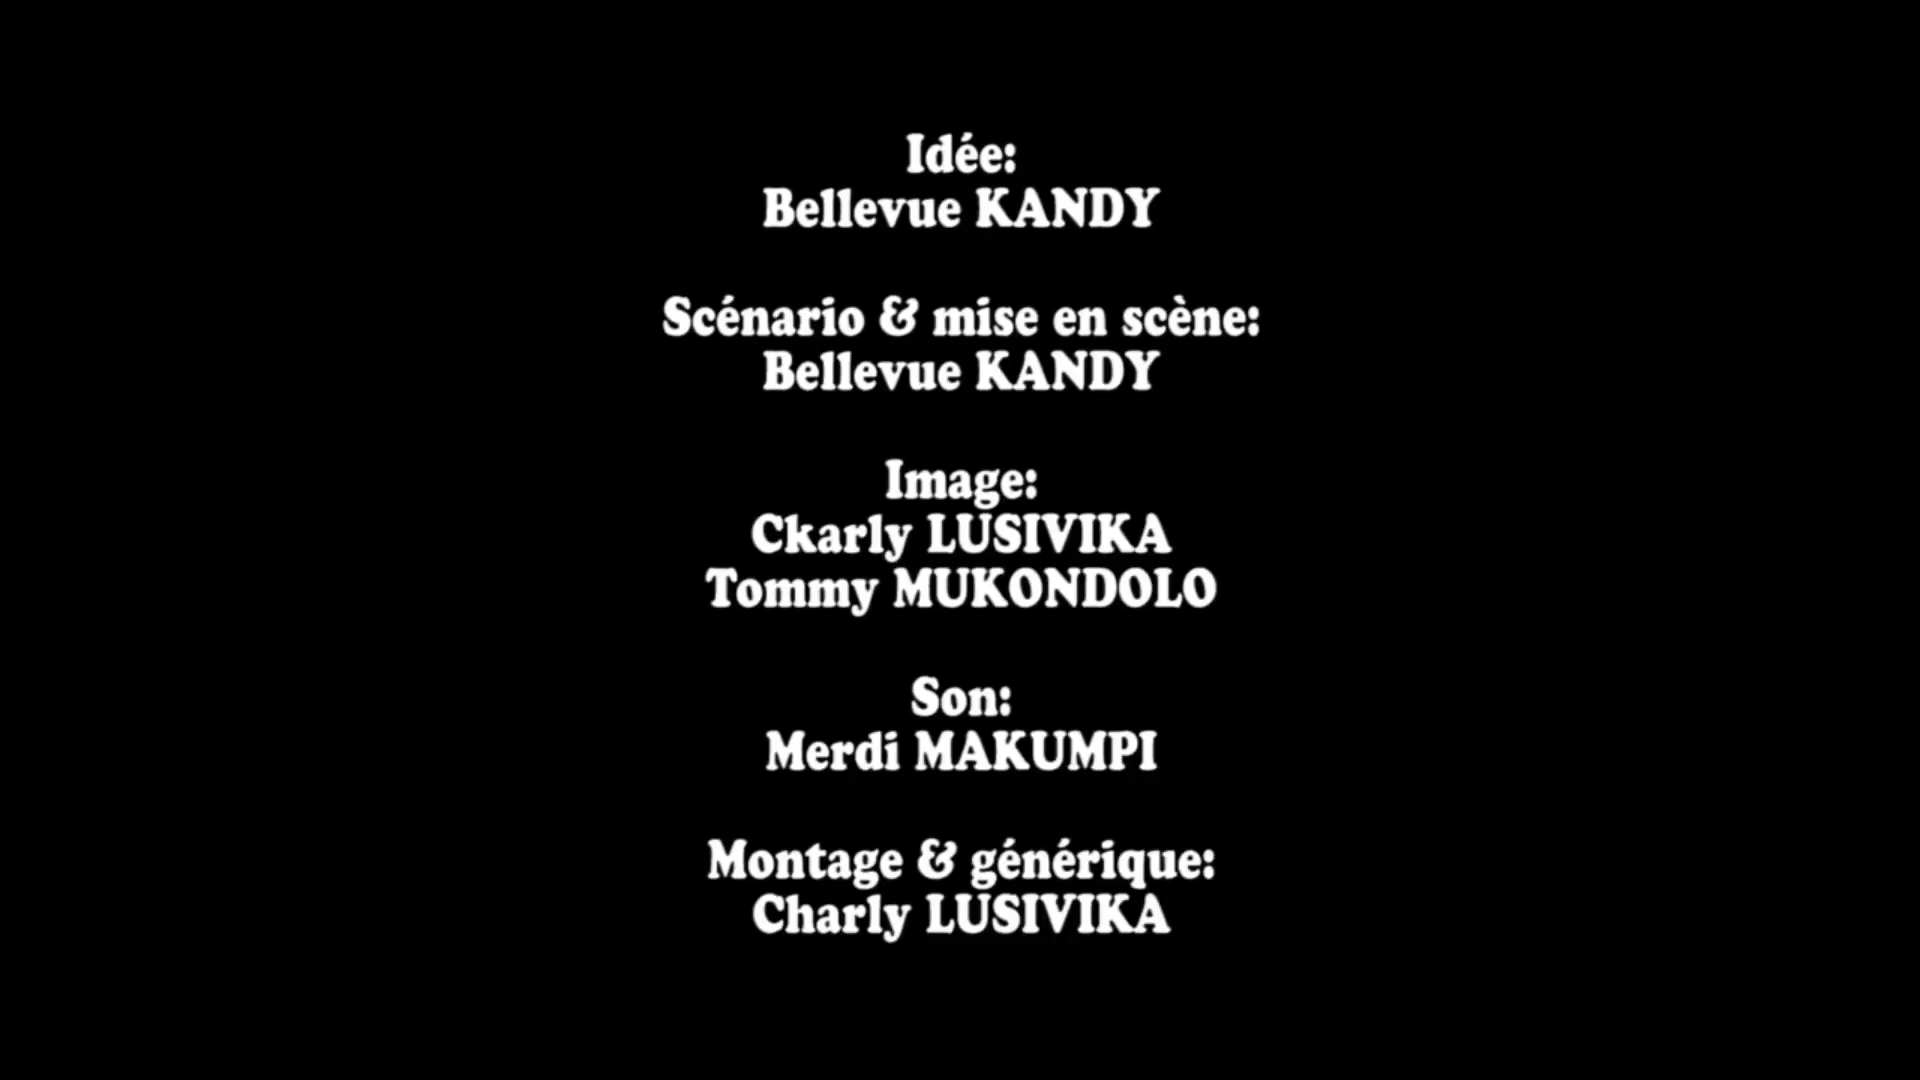 Idée:
Bellevue KANDY
Scénario & mise en scène:
Bellevue KANDY
Image:
Ckarly LUSIVIKA
Tommy MUKONDOLO
Son:
Merdi MAKUMPI
Montage & générique:
Charly LUSIVIKA